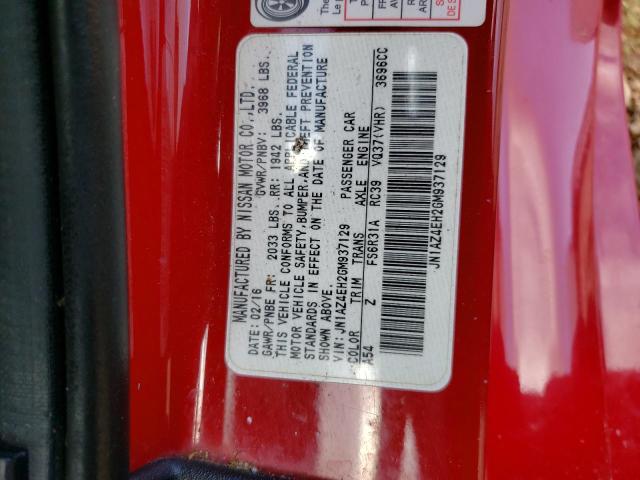 MANUFACTURED BY NISSAN MOTOR CO.,LTD.
DATE: 02/16 GVWR/PNBV: 3968 LBS.
GAWR/PNBE FR: 2033 LBS. RR: 1942 LBS.
THIS VEHICLE CONFORMS TO ALL APPLICABLE FEDERAL
MOTOR VEHICLE SAFETY, BUMPER, AND THEFT PREVENTION
STANDARDS IN EFFECT ON THE DATE OF MANUFACTURE
SHOWN ABOVE.
VIN: JN1AZ4EH2GM937129 PASSENGER CAR
COLOR TRIM TRANS AXLE ENGINE
A54 Z FS6R31A RC39 VQ37(VHR) 3696CC
JN1AZ4EH2GM937129
The
Le